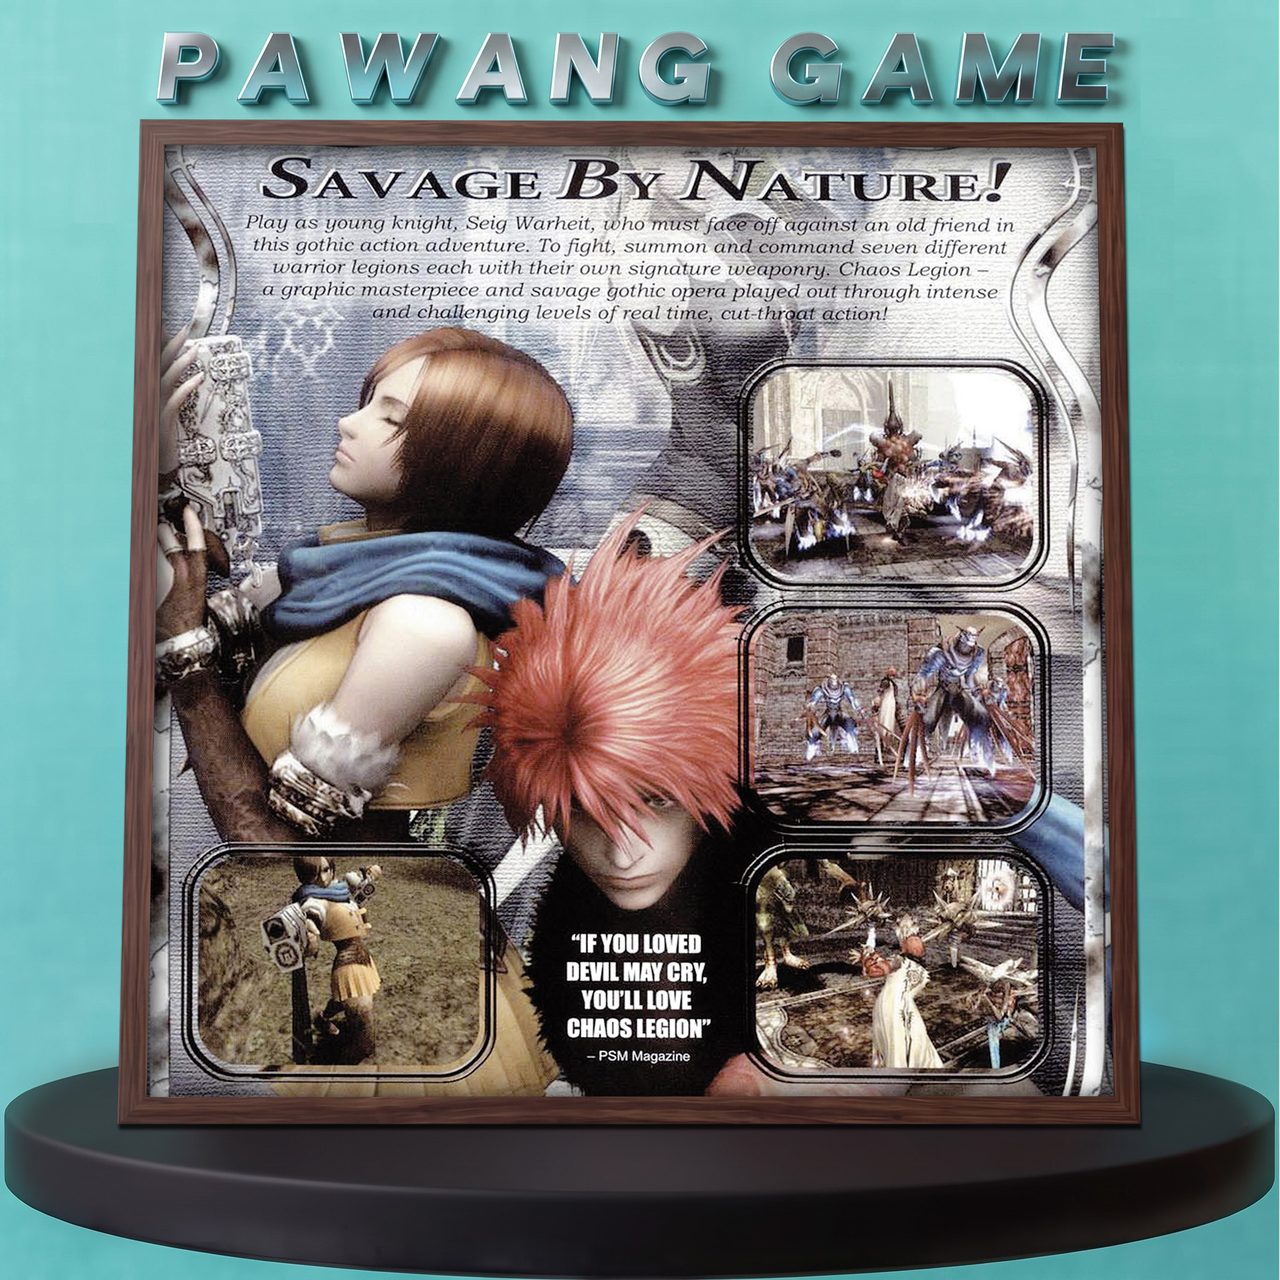 PAWANG GAME
SAVAGE BY NATURE!
Play as young knight, Seig Warheit, who must face off against an old friend in
this gothic action adventure. To fight, summon and command seven different
warrior legions each with their own signature weaponry. Chaos Legion –
a graphic masterpiece and savage gothic opera played out through intense
and challenging levels of real time, cut-throat action!
“IF YOU LOVED
DEVIL MAY CRY,
YOU’LL LOVE
CHAOS LEGION”
– PSM Magazine